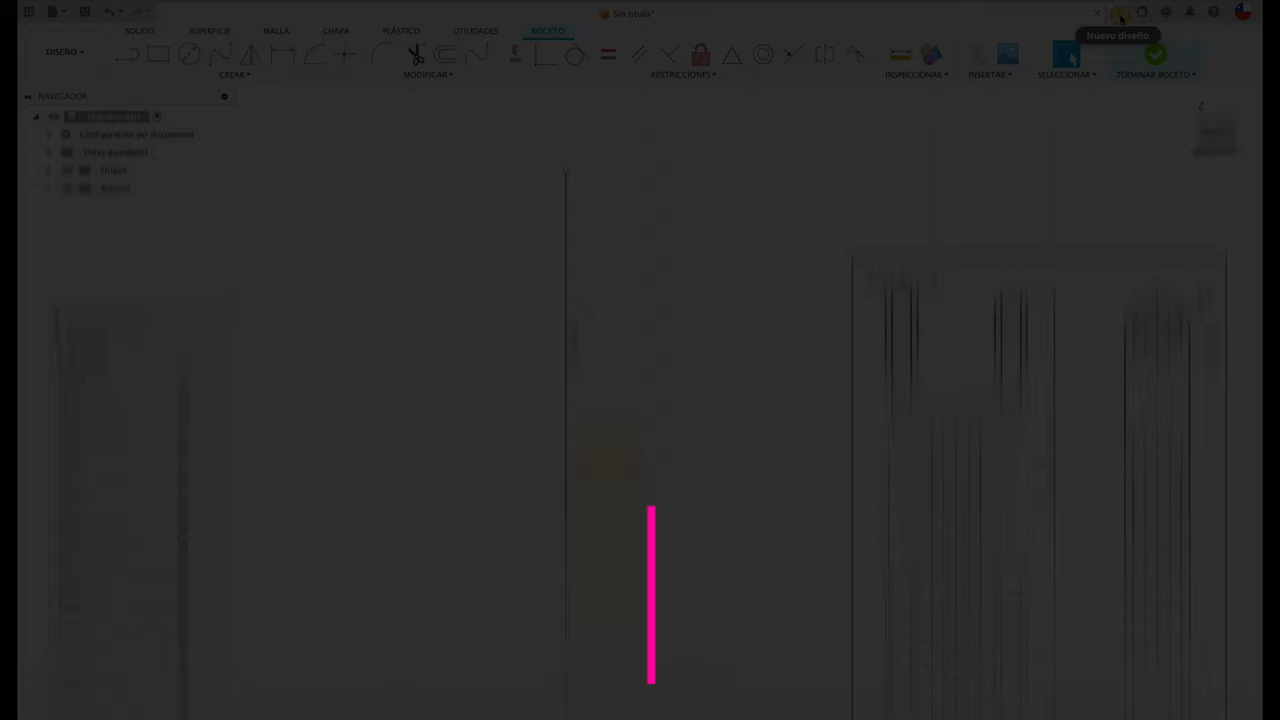 Sin título*
Nuevo diseño
SÓLIDO SUPERFICIE MALLA CHAPA PLÁSTICO UTILIDADES BOCETO
DISEÑO
CREAR MODIFICAR RESTRICCIONES INSPECCIONAR INSERTAR SELECCIONAR TERMINAR BOCETO
NAVEGADOR
Configuración del documento
Vistas guardadas
Origen
Bocetos